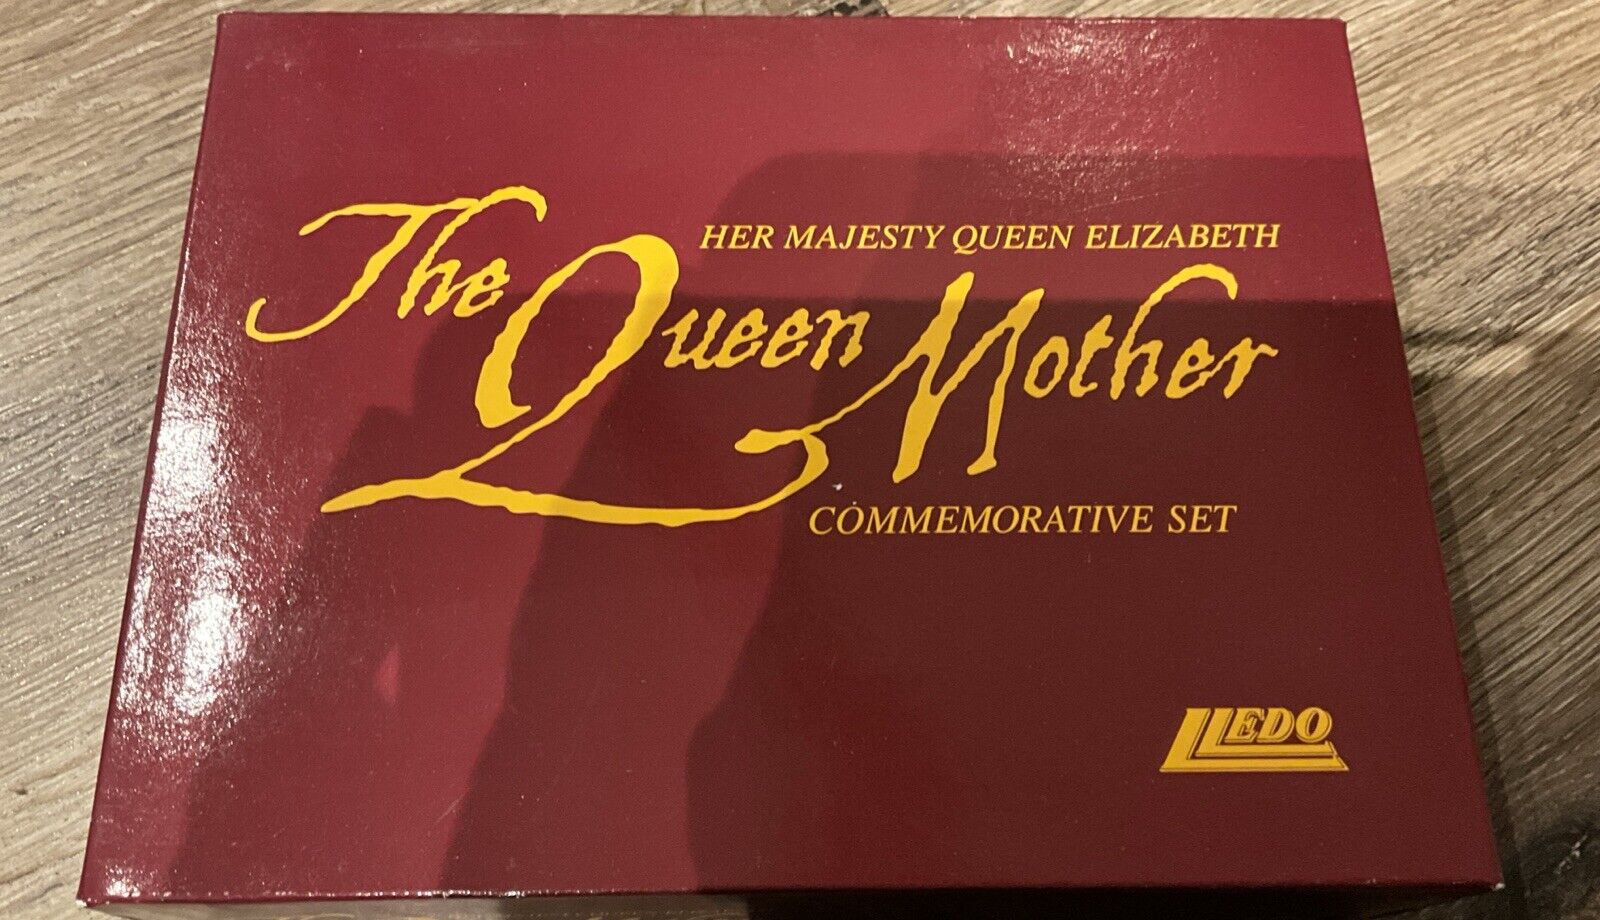 HER MAJESTY QUEEN ELIZABETH
The Queen Mother
COMMEMORATIVE SET
LLEDO